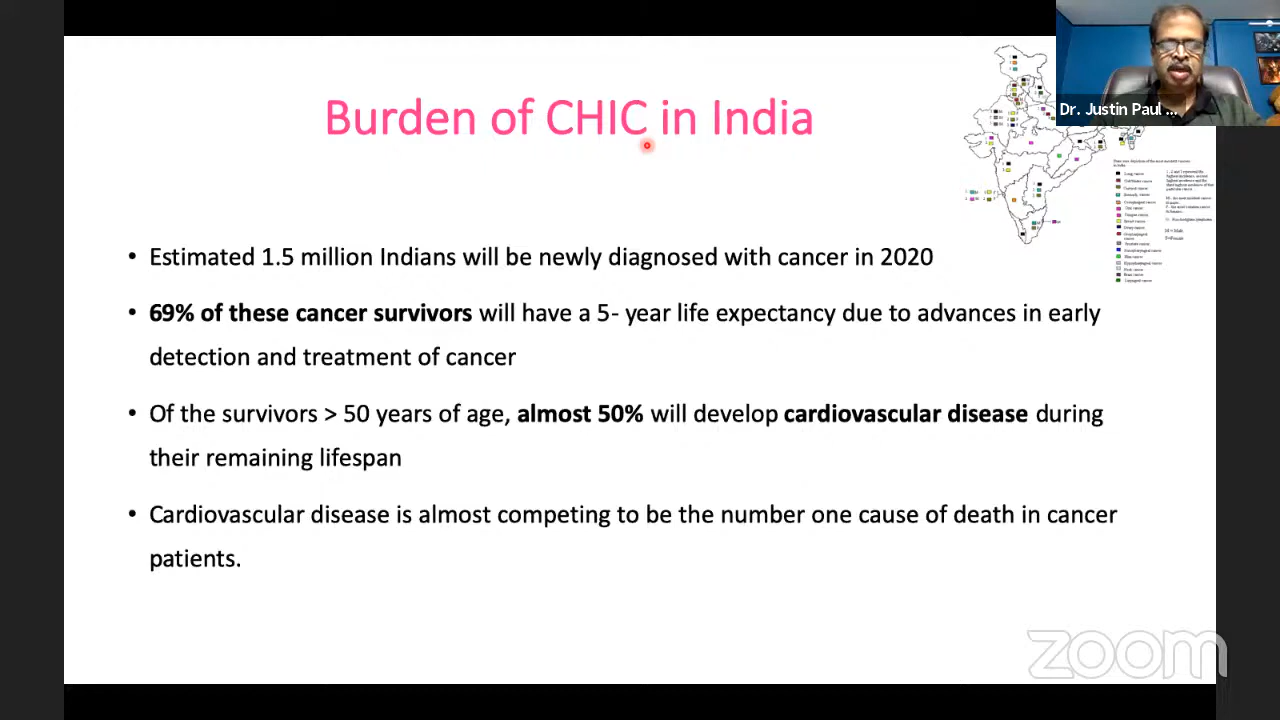 Burden of CHIC in India
Dr. Justin Paul ...
• Estimated 1.5 million Indians will be newly diagnosed with cancer in 2020
• 69% of these cancer survivors will have a 5- year life expectancy due to advances in early
detection and treatment of cancer
• Of the survivors > 50 years of age, almost 50% will develop cardiovascular disease during
their remaining lifespan
• Cardiovascular disease is almost competing to be the number one cause of death in cancer
patients.
zoom